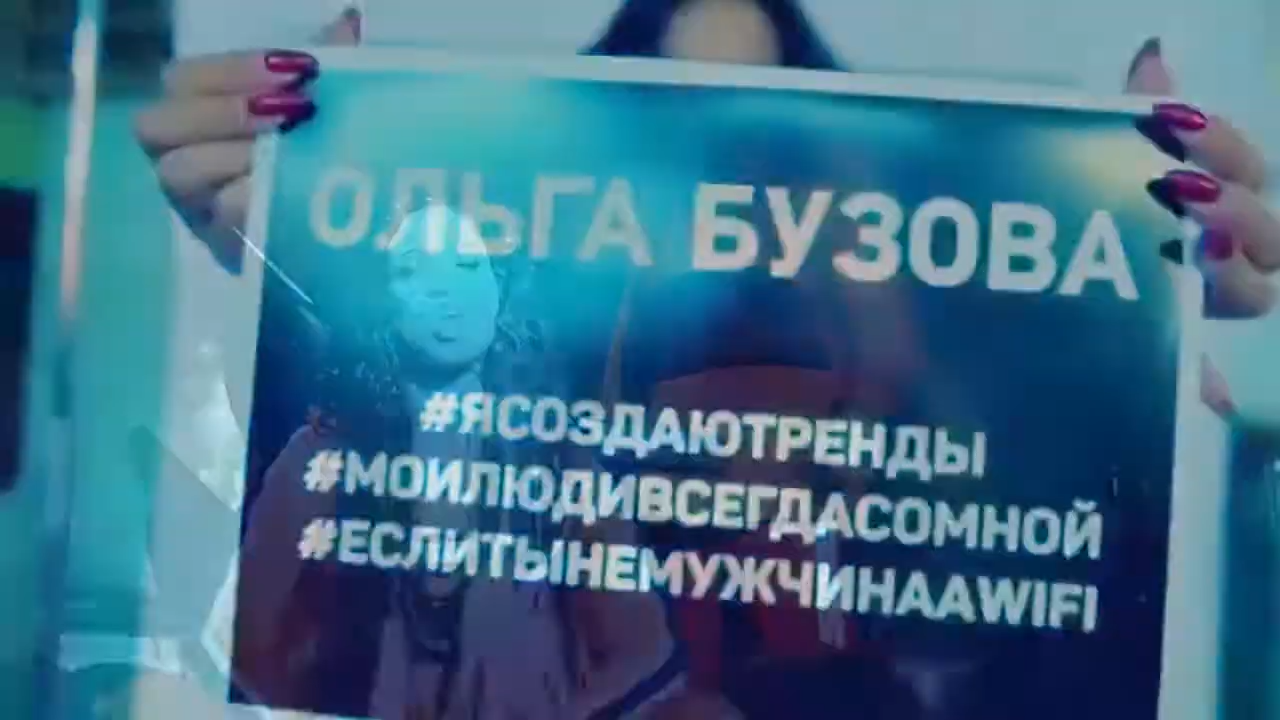 ОЛЬГА БУЗОВА
#ЯСОЗДАЮТРЕНДЫ
#МОИЛЮДИВСЕГДАСОМНОЙ
#ЕСЛИТЫНЕМУЖЧИНААWIFI